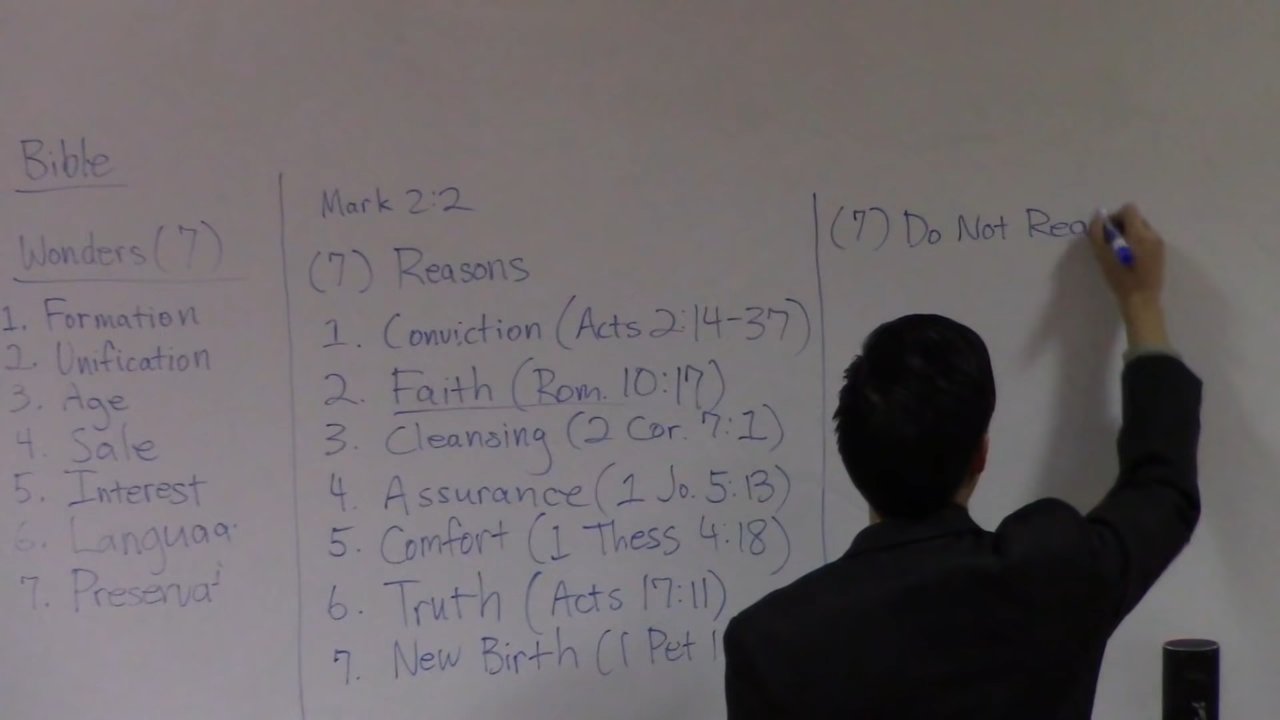 Bible
Wonders (7)
1. Formation
2. Unification
3. Age
4. Sale
5. Interest
6. Languag
7. Preservat
Mark 2:2
(7) Reasons
1. Conviction (Acts 2:14-37)
2. Faith (Rom. 10:17)
3. Cleansing (2 Cor. 7:1)
4. Assurance (1 Jo. 5:13)
5. Comfort (1 Thess 4:18)
6. Truth (Acts 17:11)
7. New Birth (1 Pet 1
(7) Do Not Rea